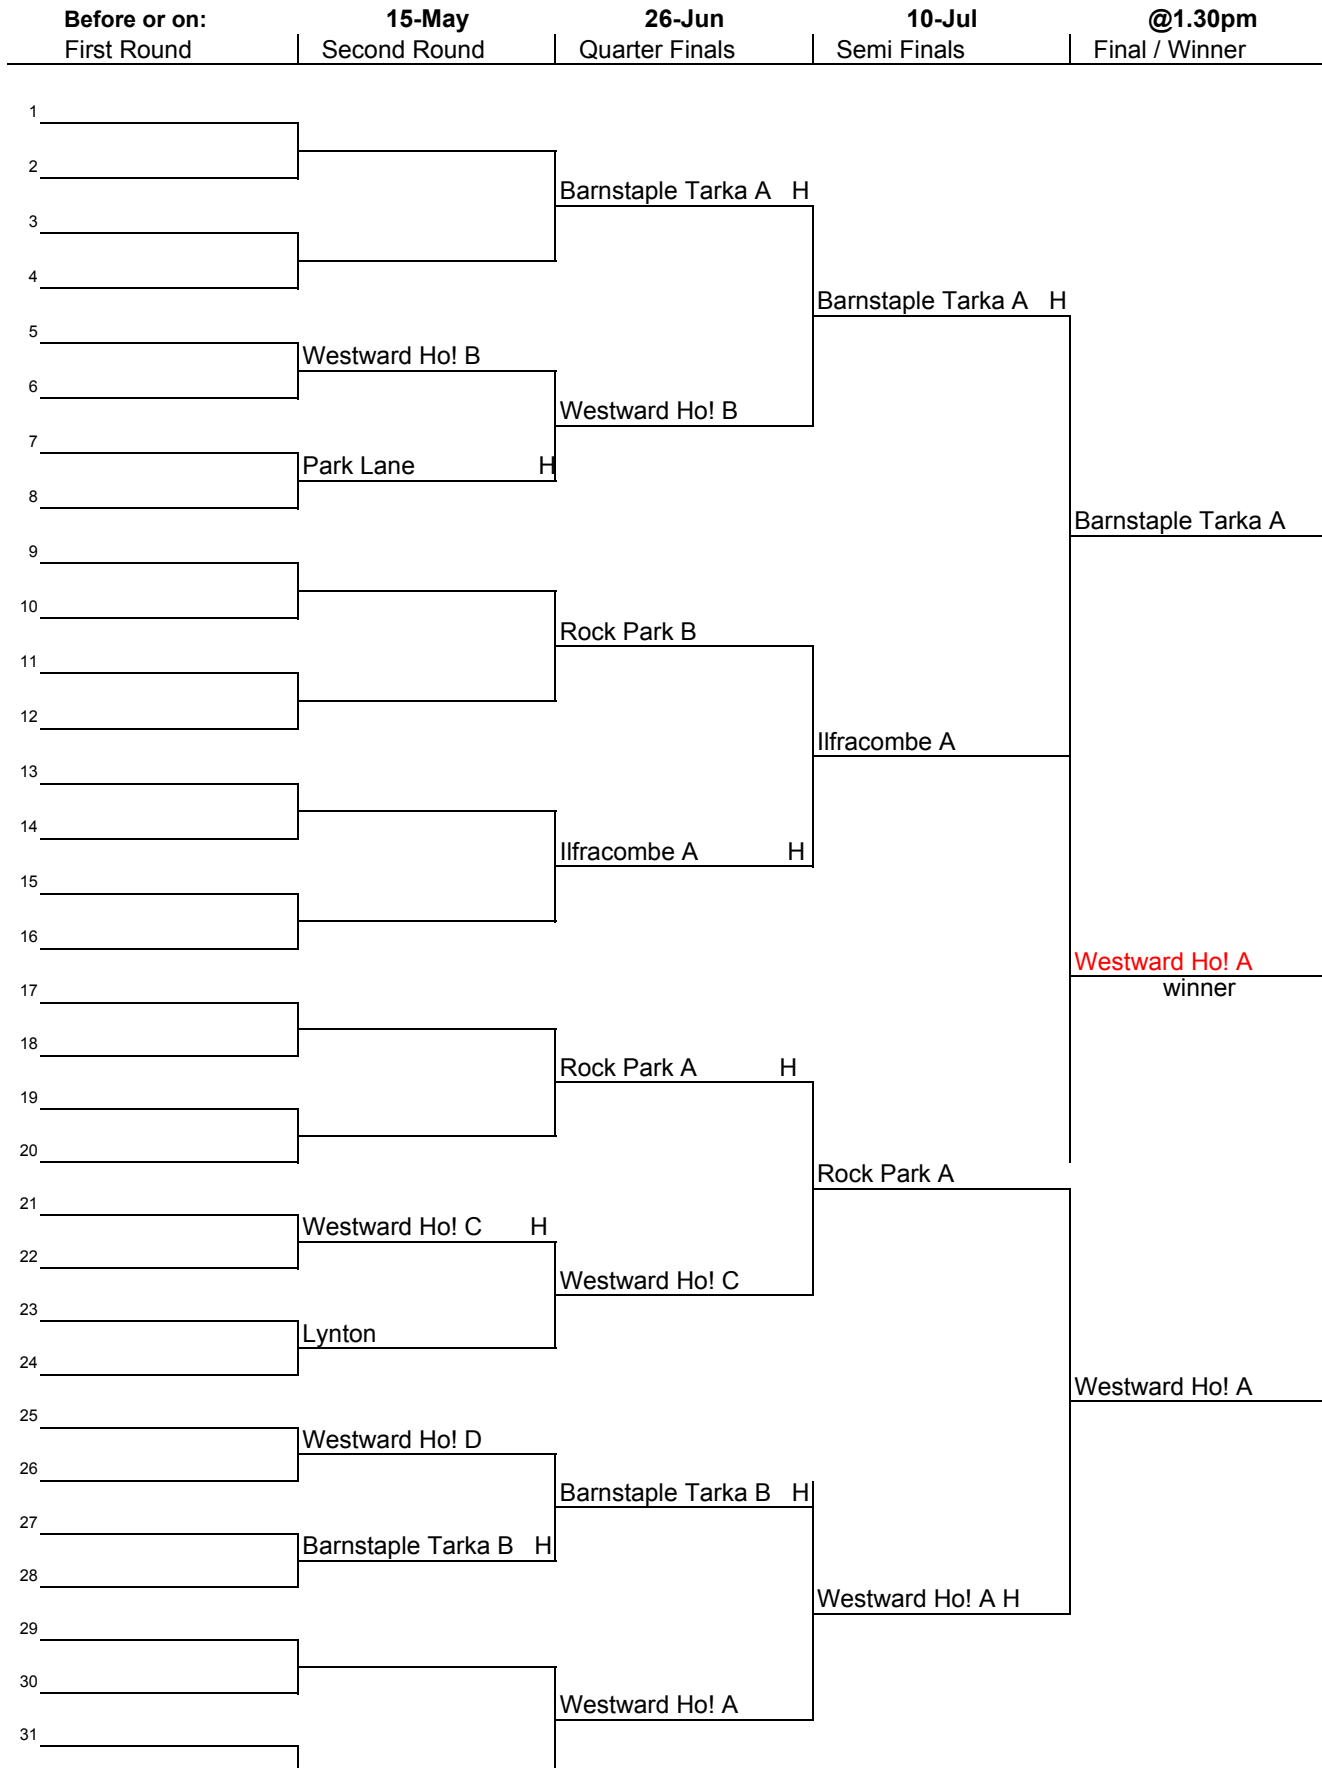 Before or on: 15-May 26-Jun 10-Jul @1.30pm
First Round Second Round Quarter Finals Semi Finals Final / Winner
1
2
Barnstaple Tarka A H
3
4
Barnstaple Tarka A H
5
Westward Ho! B
6
Westward Ho! B
7
Park Lane H
8
Barnstaple Tarka A
9
10
Rock Park B
11
12
Ilfracombe A
13
14
Ilfracombe A H
15
16
Westward Ho! A
17
winner
18
Rock Park A H
19
20
Rock Park A
21
Westward Ho! C H
22
Westward Ho! C
23
Lynton
24
Westward Ho! A
25
Westward Ho! D
26
Barnstaple Tarka B H
27
Barnstaple Tarka B H
28
Westward Ho! A H
29
30
Westward Ho! A
31